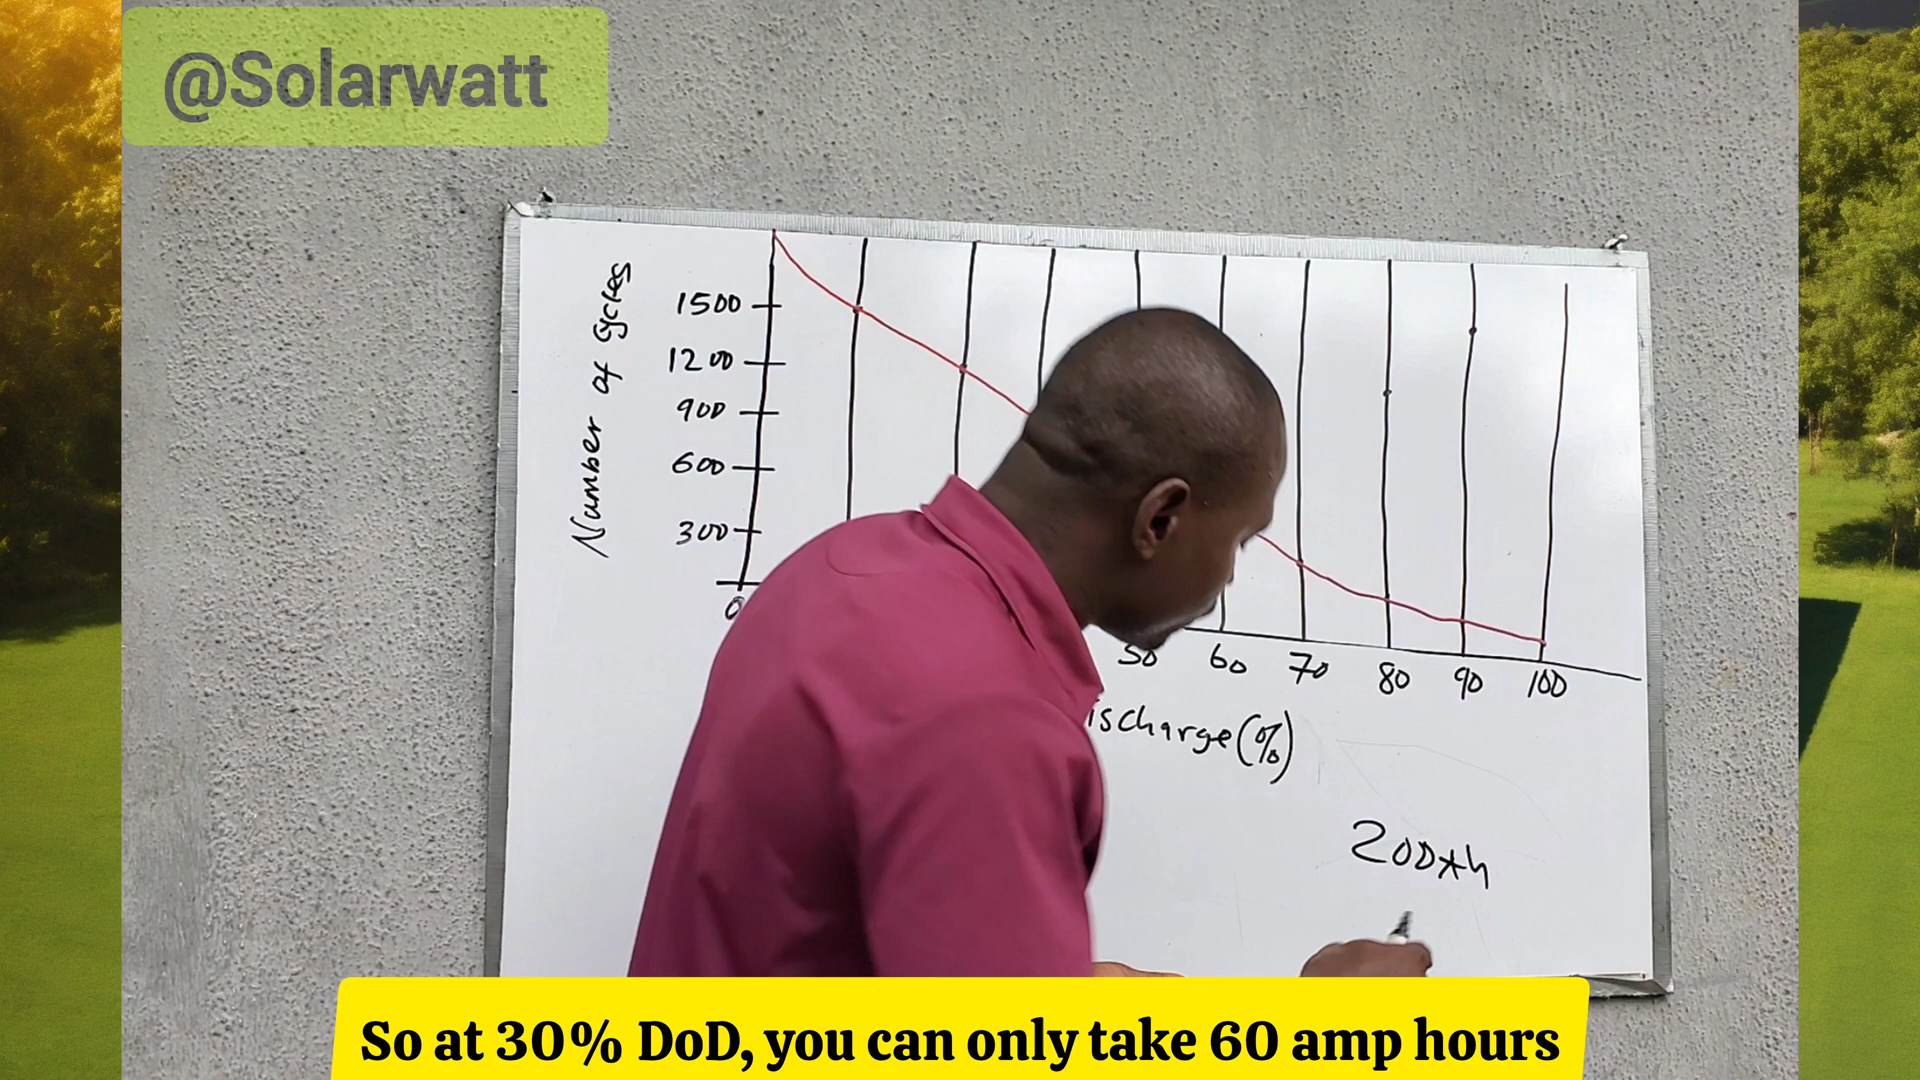 @Solarwatt
Number of Cycles
1500
1200
900
600
300
0
50 60 70 80 90 100
ischarge (%)
200Ah
So at 30% DoD, you can only take 60 amp hours